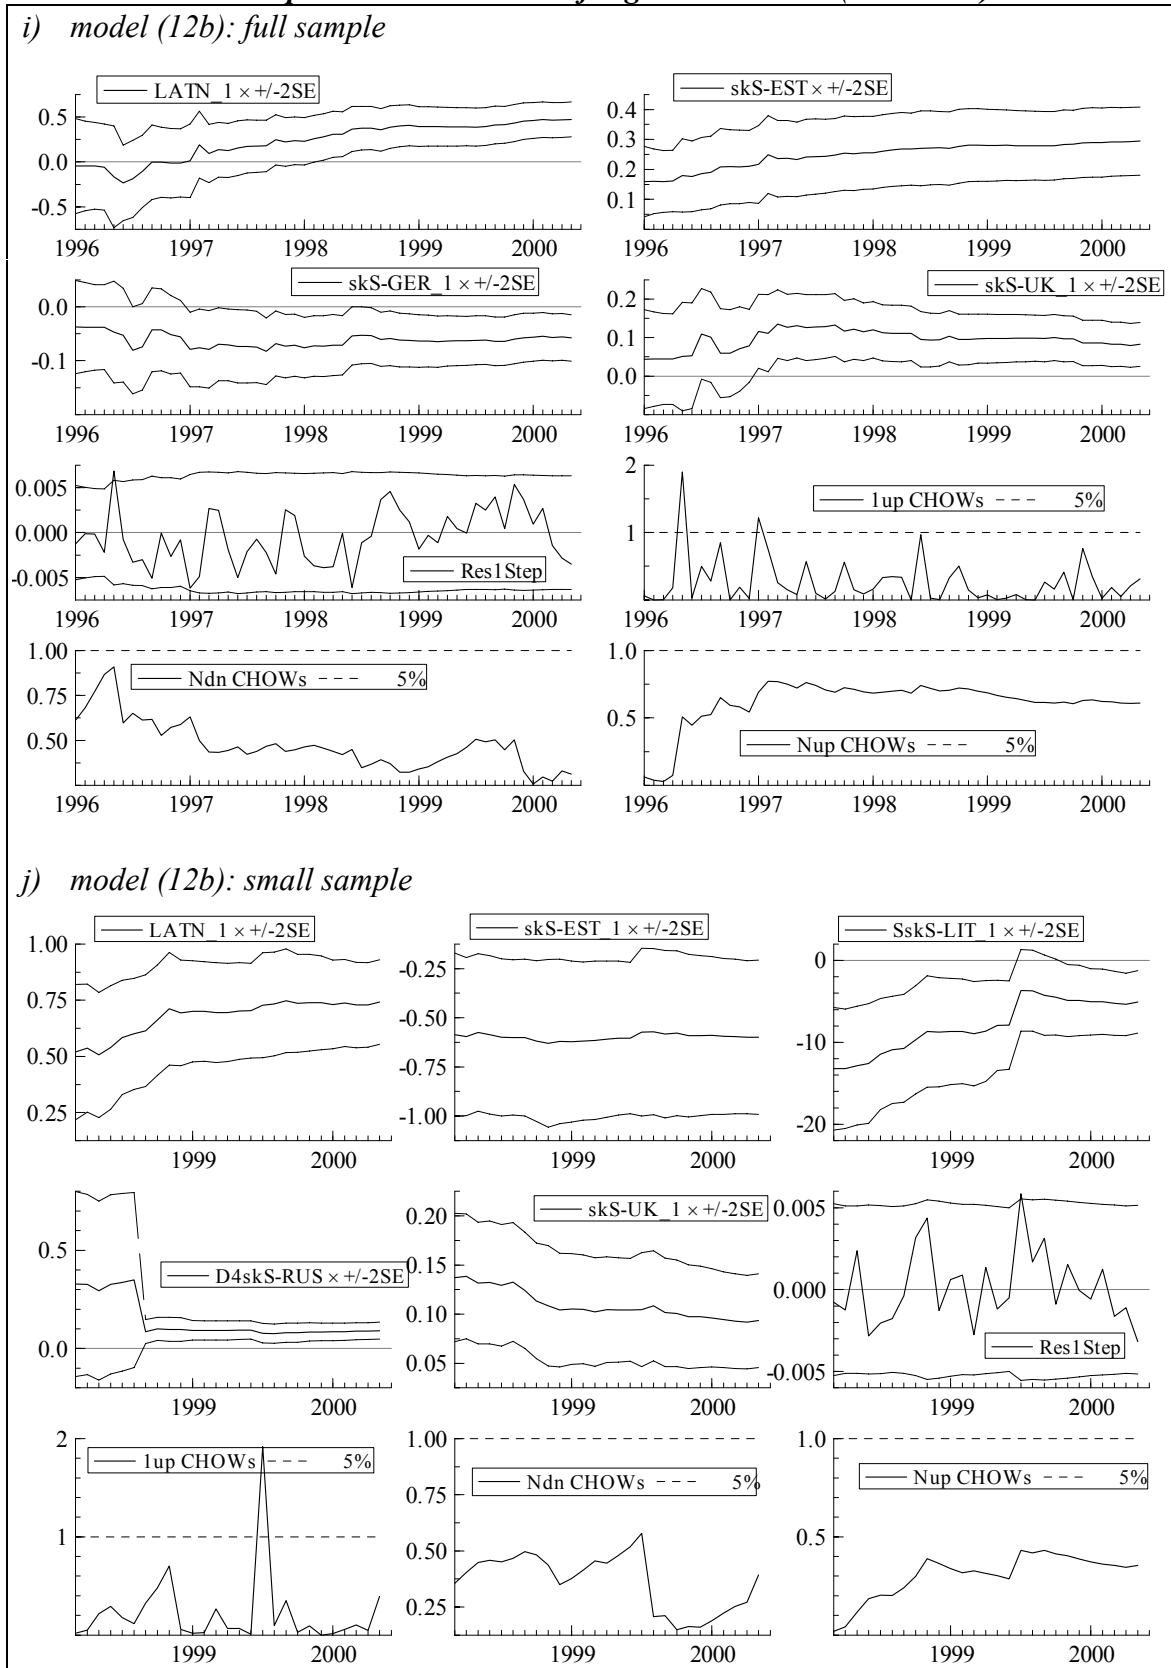 i) model (12b): full sample
LATN_1 × +/-2SE
skS-EST × +/-2SE
0.5
0.0
-0.5
1996 1997 1998 1999 2000
0.4
0.3
0.2
0.1
1996 1997 1998 1999 2000
skS-GER_1 × +/-2SE
skS-UK_1 × +/-2SE
0.0
-0.1
1996 1997 1998 1999 2000
0.2
0.1
0.0
1996 1997 1998 1999 2000
0.005
0.000
-0.005
Res1Step
1996 1997 1998 1999 2000
2
1
1up CHOWs 5%
1996 1997 1998 1999 2000
1.00
0.75
0.50
Ndn CHOWs 5%
1996 1997 1998 1999 2000
1.0
0.5
Nup CHOWs 5%
1996 1997 1998 1999 2000
j) model (12b): small sample
LATN_1 × +/-2SE
1.00
0.75
0.50
0.25
1999 2000
skS-EST_1 × +/-2SE
-0.25
-0.50
-0.75
-1.00
1999 2000
SskS-LIT_1 × +/-2SE
0
-10
-20
1999 2000
0.5
0.0
D4skS-RUS × +/-2SE
1999 2000
skS-UK_1 × +/-2SE
0.20
0.15
0.10
0.05
1999 2000
0.005
0.000
-0.005
Res1Step
1999 2000
2
1
1up CHOWs 5%
1999 2000
1.00
0.75
0.50
0.25
Ndn CHOWs 5%
1999 2000
1.0
0.5
Nup CHOWs 5%
1999 2000